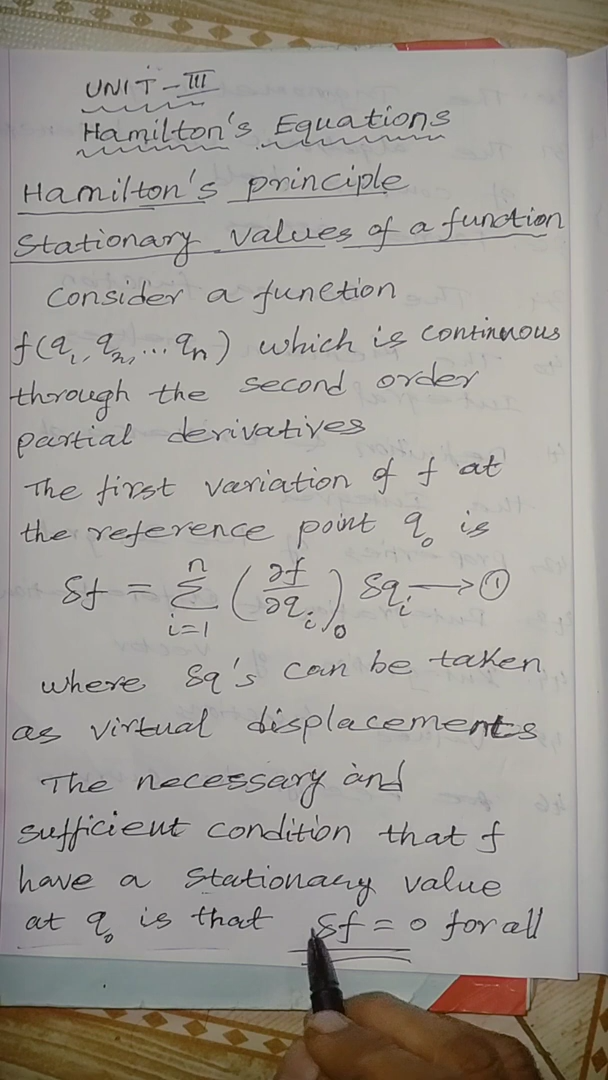 UNIT-III
Hamilton's Equations
Hamilton's principle
Stationary values of a function
Consider a function
f(q₁, q₂, ... qₙ) which is continuous
through the second order
partial derivatives
The first variation of f at
the reference point q₀ is
δf = Σⁿᵢ₌₁ (∂f/∂qᵢ)₀ δqᵢ → ①
where δq's can be taken
as virtual displacements
The necessary and
sufficient condition that f
have a stationary value
at q₀ is that δf = 0 for all